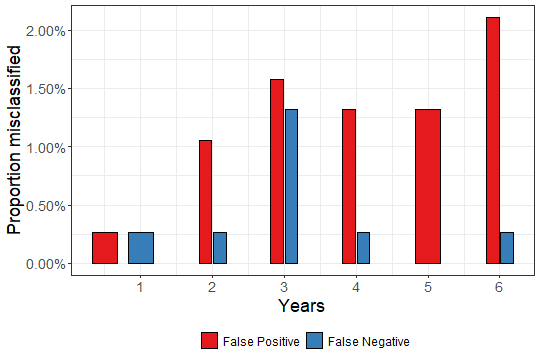 Proportion misclassified
2.00%
1.50%
1.00%
0.50%
0.00%
1 2 3 4 5 6
Years
False Positive False Negative